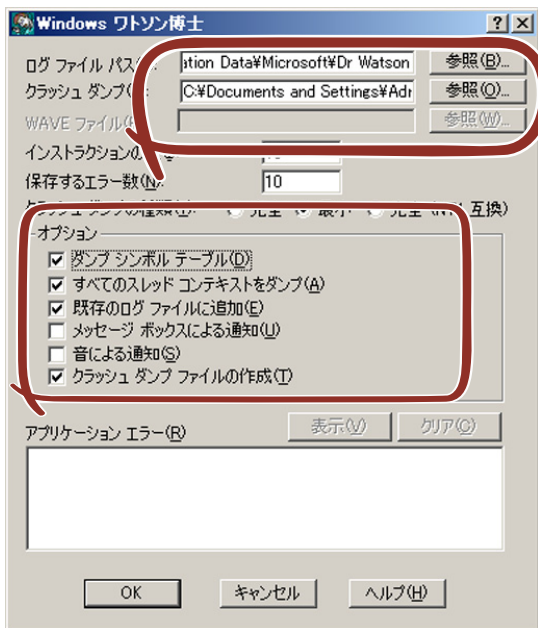 Windows ワトソン博士
ログ ファイル パス ation Data¥Microsoft¥Dr Watson 参照(B)...
クラッシュ ダンプ( : C:¥Documents and Settings¥Adr 参照(O)...
WAVE ファイル( 参照(W)...
インストラクションの
保存するエラー数(N): 10
完全 最小 完全 (NT4 互換)
オプション
ダンプ シンボル テーブル(D)
すべてのスレッド コンテキストをダンプ(A)
既存のログ ファイルに追加(E)
メッセージ ボックスによる通知(U)
音による通知(S)
クラッシュ ダンプ ファイルの作成(T)
アプリケーション エラー(R) 表示(V) クリア(C)
OK キャンセル ヘルプ(H)